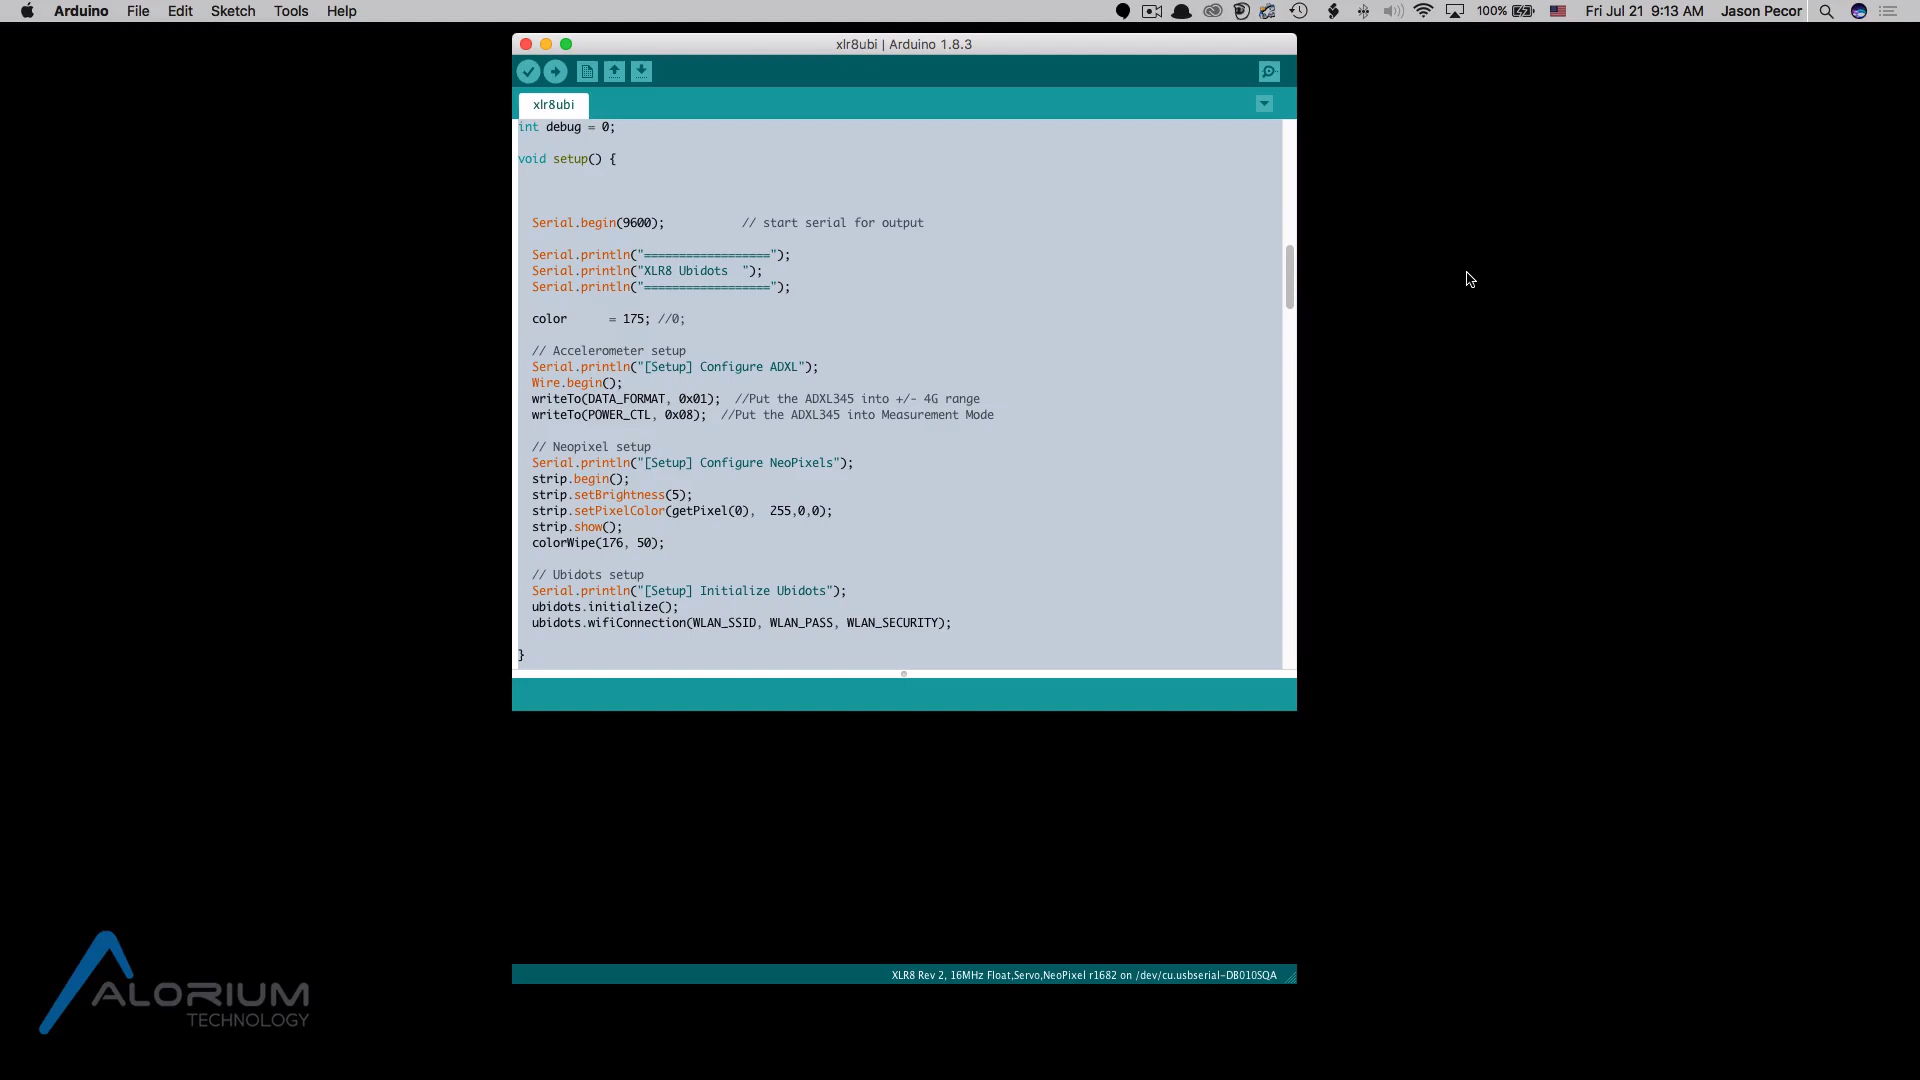 Arduino File Edit Sketch Tools Help 100% Fri Jul 21 9:13 AM Jason Pecor
xlr8ubi | Arduino 1.8.3
xlr8ubi
int debug = 0;
void setup() {
Serial.begin(9600); // start serial for output
Serial.println("==================");
Serial.println("XLR8 Ubidots  ");
Serial.println("==================");
color = 175; //0;
// Accelerometer setup
Serial.println("[Setup] Configure ADXL");
Wire.begin();
writeTo(DATA_FORMAT, 0x01); //Put the ADXL345 into +/- 4G range
writeTo(POWER_CTL, 0x08); //Put the ADXL345 into Measurement Mode
// Neopixel setup
Serial.println("[Setup] Configure NeoPixels");
strip.begin();
strip.setBrightness(5);
strip.setPixelColor(getPixel(0),  255,0,0);
strip.show();
colorWipe(176, 50);
// Ubidots setup
Serial.println("[Setup] Initialize Ubidots");
ubidots.initialize();
ubidots.wifiConnection(WLAN_SSID, WLAN_PASS, WLAN_SECURITY);
}
XLR8 Rev 2, 16MHz Float,Servo,NeoPixel r1682 on /dev/cu.usbserial-DB010SQA
ALORIUM
TECHNOLOGY